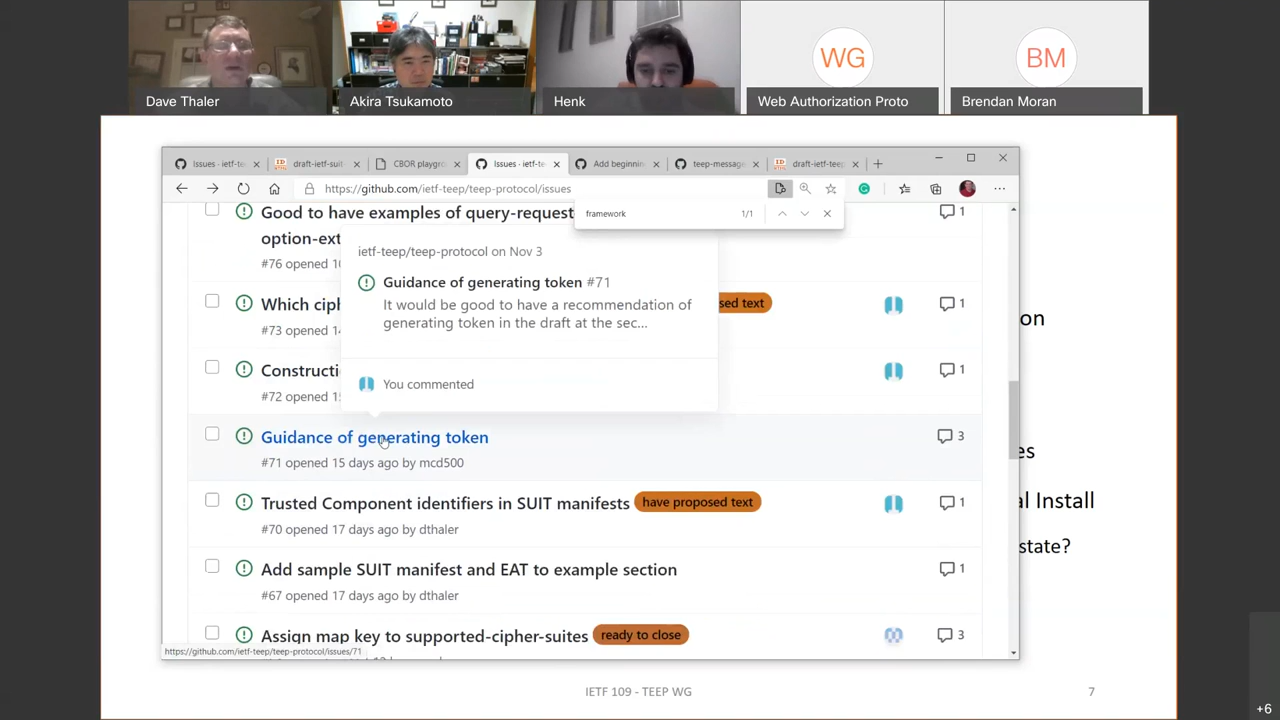 WG
BM
Dave Thaler
Akira Tsukamoto
Henk
Web Authorization Proto
Brendan Moran
Issues · ietf-te
draft-ietf-suit
CBOR playgro
Issues · ietf-te
Add beginnin
teep-message
draft-ietf-teep
https://github.com/ietf-teep/teep-protocol/issues
framework
1/1
Good to have examples of query-request
1
option-ext
#76 opened 10
ietf-teep/teep-protocol on Nov 3
Guidance of generating token #71
It would be good to have a recommendation of
generating token in the draft at the sec...
You commented
Which ciph
sed text
1
#73 opened 14
Constructi
1
#72 opened 15
Guidance of generating token
3
#71 opened 15 days ago by mcd500
Trusted Component identifiers in SUIT manifests
have proposed text
1
#70 opened 17 days ago by dthaler
Add sample SUIT manifest and EAT to example section
1
#67 opened 17 days ago by dthaler
Assign map key to supported-cipher-suites
ready to close
3
https://github.com/ietf-teep/teep-protocol/issues/71
on
es
al Install
state?
IETF 109 - TEEP WG
7
+6